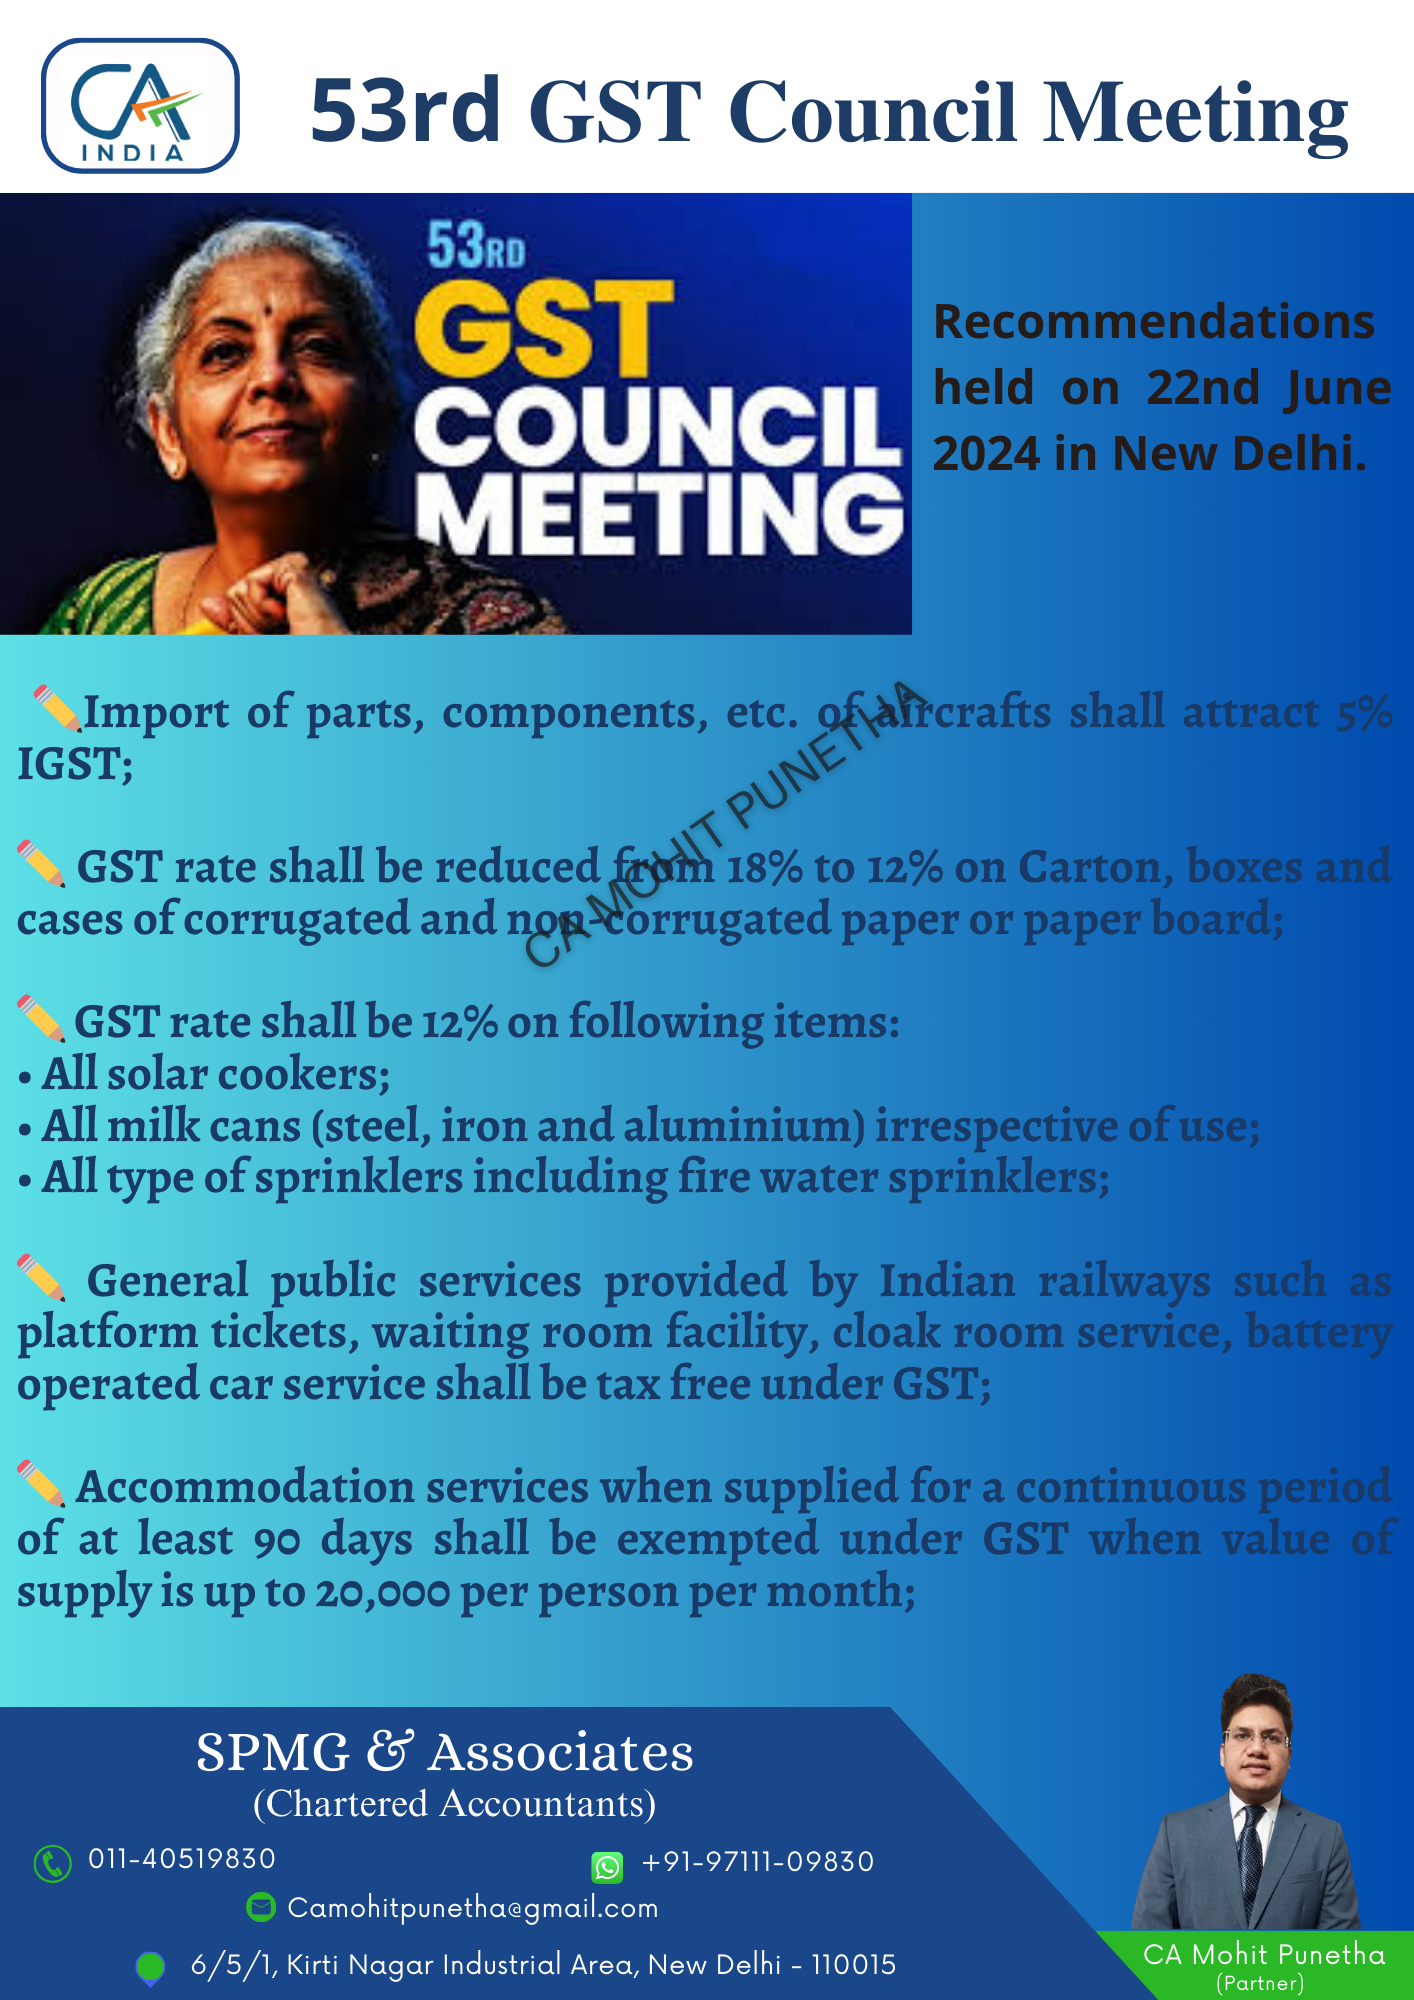 CA
INDIA
53rd GST Council Meeting
53RD
GST
COUNCIL
MEETING
Recommendations
held on 22nd June
2024 in New Delhi.
Import of parts, components, etc. of aircrafts shall attract 5%
IGST;
GST rate shall be reduced from 18% to 12% on Carton, boxes and
cases of corrugated and non-corrugated paper or paper board;
CA MOHIT PUNETHA
GST rate shall be 12% on following items:
• All solar cookers;
• All milk cans (steel, iron and aluminium) irrespective of use;
• All type of sprinklers including fire water sprinklers;
General public services provided by Indian railways such as
platform tickets, waiting room facility, cloak room service, battery
operated car service shall be tax free under GST;
Accommodation services when supplied for a continuous period
of at least 90 days shall be exempted under GST when value of
supply is up to 20,000 per person per month;
SPMG & Associates
(Chartered Accountants)
011-40519830
+91-97111-09830
Camohitpunetha@gmail.com
6/5/1, Kirti Nagar Industrial Area, New Delhi - 110015
CA Mohit Punetha
(Partner)